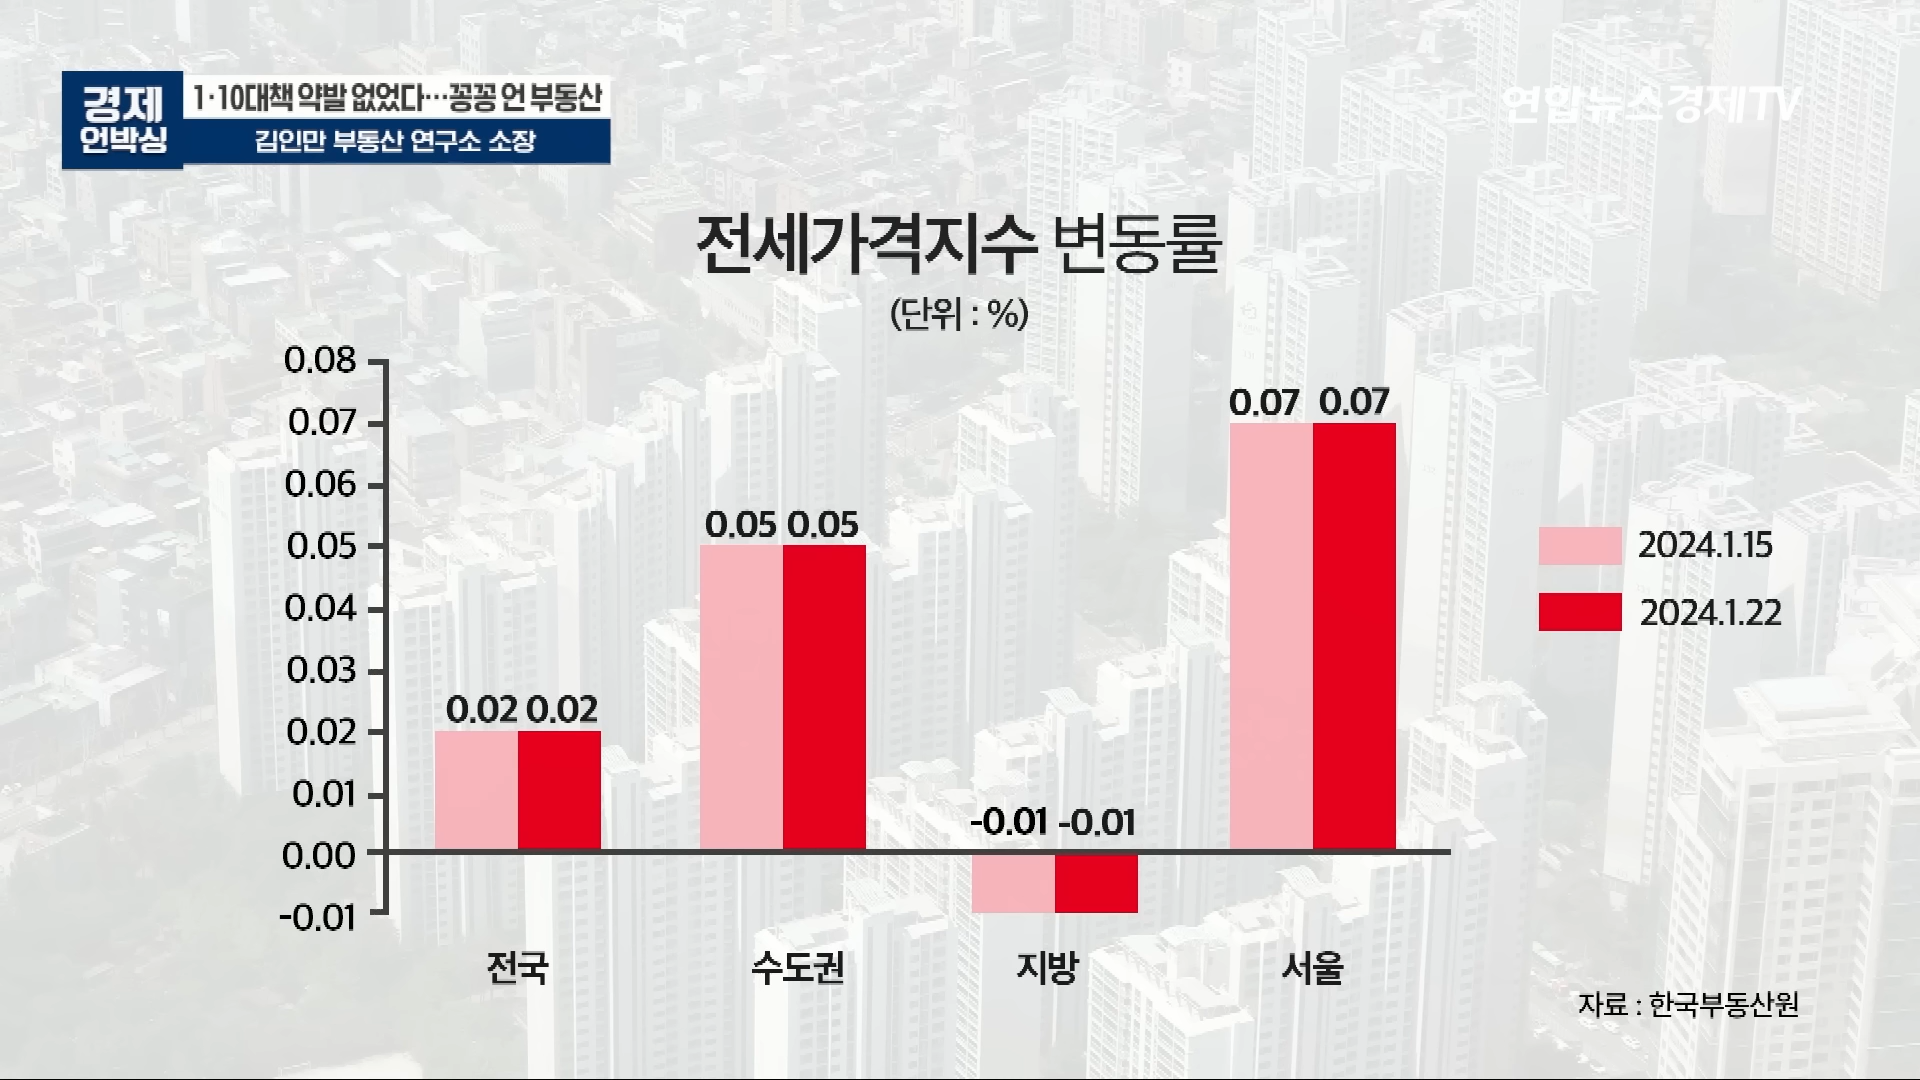 경제
언박싱
1·10대책 약발 없었다…꽁꽁 언 부동산
김인만 부동산 연구소 소장
연합뉴스경제TV
전세가격지수 변동률
(단위 : %)
0.08
0.07
0.06
0.05
0.04
0.03
0.02
0.01
0.00
-0.01
0.02 0.02
0.05 0.05
-0.01 -0.01
0.07 0.07
2024.1.15
2024.1.22
전국
수도권
지방
서울
자료 : 한국부동산원